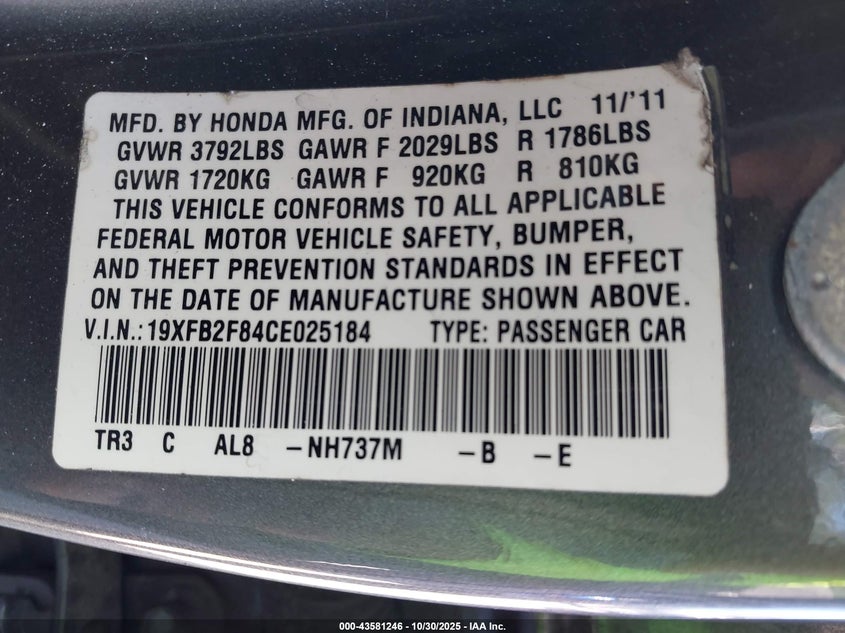 MFD. BY HONDA MFG. OF INDIANA, LLC 11/'11
GVWR 3792LBS GAWR F 2029LBS R 1786LBS
GVWR 1720KG GAWR F 920KG R 810KG
THIS VEHICLE CONFORMS TO ALL APPLICABLE
FEDERAL MOTOR VEHICLE SAFETY, BUMPER,
AND THEFT PREVENTION STANDARDS IN EFFECT
ON THE DATE OF MANUFACTURE SHOWN ABOVE.
V.I.N.: 19XFB2F84CE025184 TYPE: PASSENGER CAR
TR3 C AL8 -NH737M -B -E
000-43581246 - 10/30/2025 - IAA Inc.